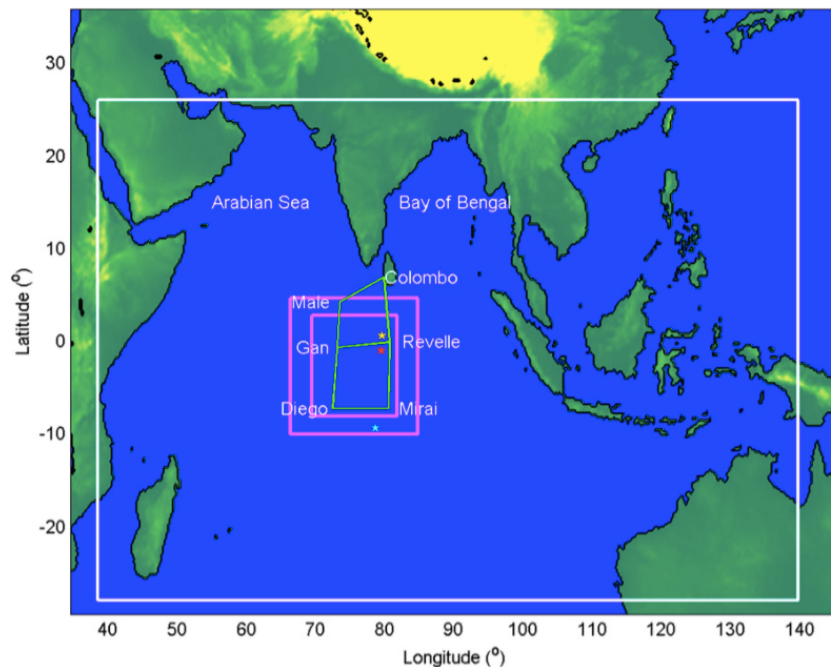 30
20
Arabian Sea
Bay of Bengal
10
Colombo
Male
0
Gan
Revelle
Diego
Mirai
-10
-20
Latitude (°)
40 50 60 70 80 90 100 110 120 130 140
Longitude (°)